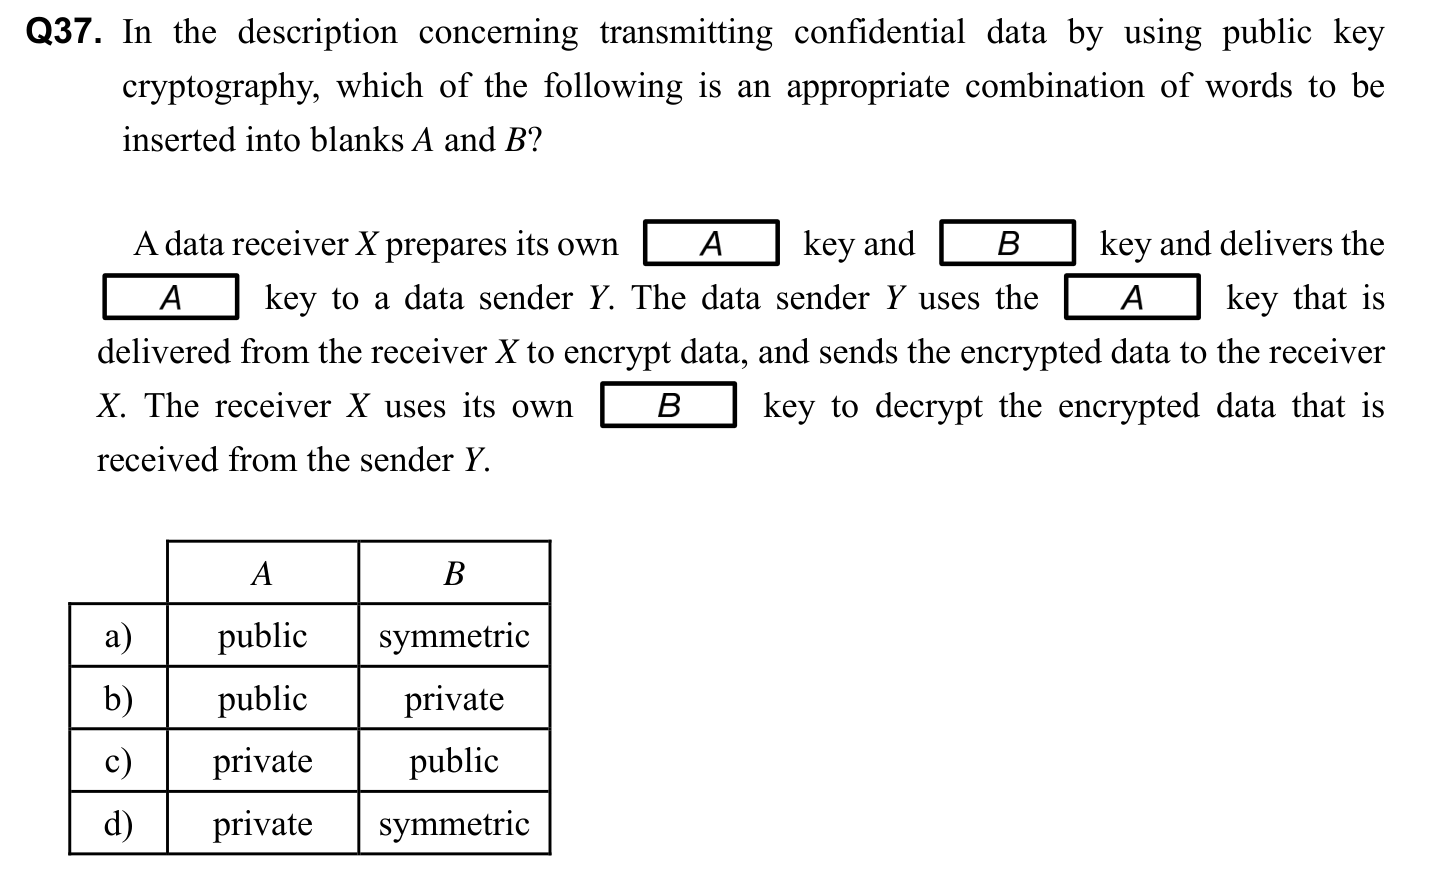 Q37. In the description concerning transmitting confidential data by using public key
cryptography, which of the following is an appropriate combination of words to be
inserted into blanks A and B?
A data receiver X prepares its own A key and B key and delivers the
A key to a data sender Y. The data sender Y uses the A key that is
delivered from the receiver X to encrypt data, and sends the encrypted data to the receiver
X. The receiver X uses its own B key to decrypt the encrypted data that is
received from the sender Y.
A B
a) public symmetric
b) public private
c) private public
d) private symmetric